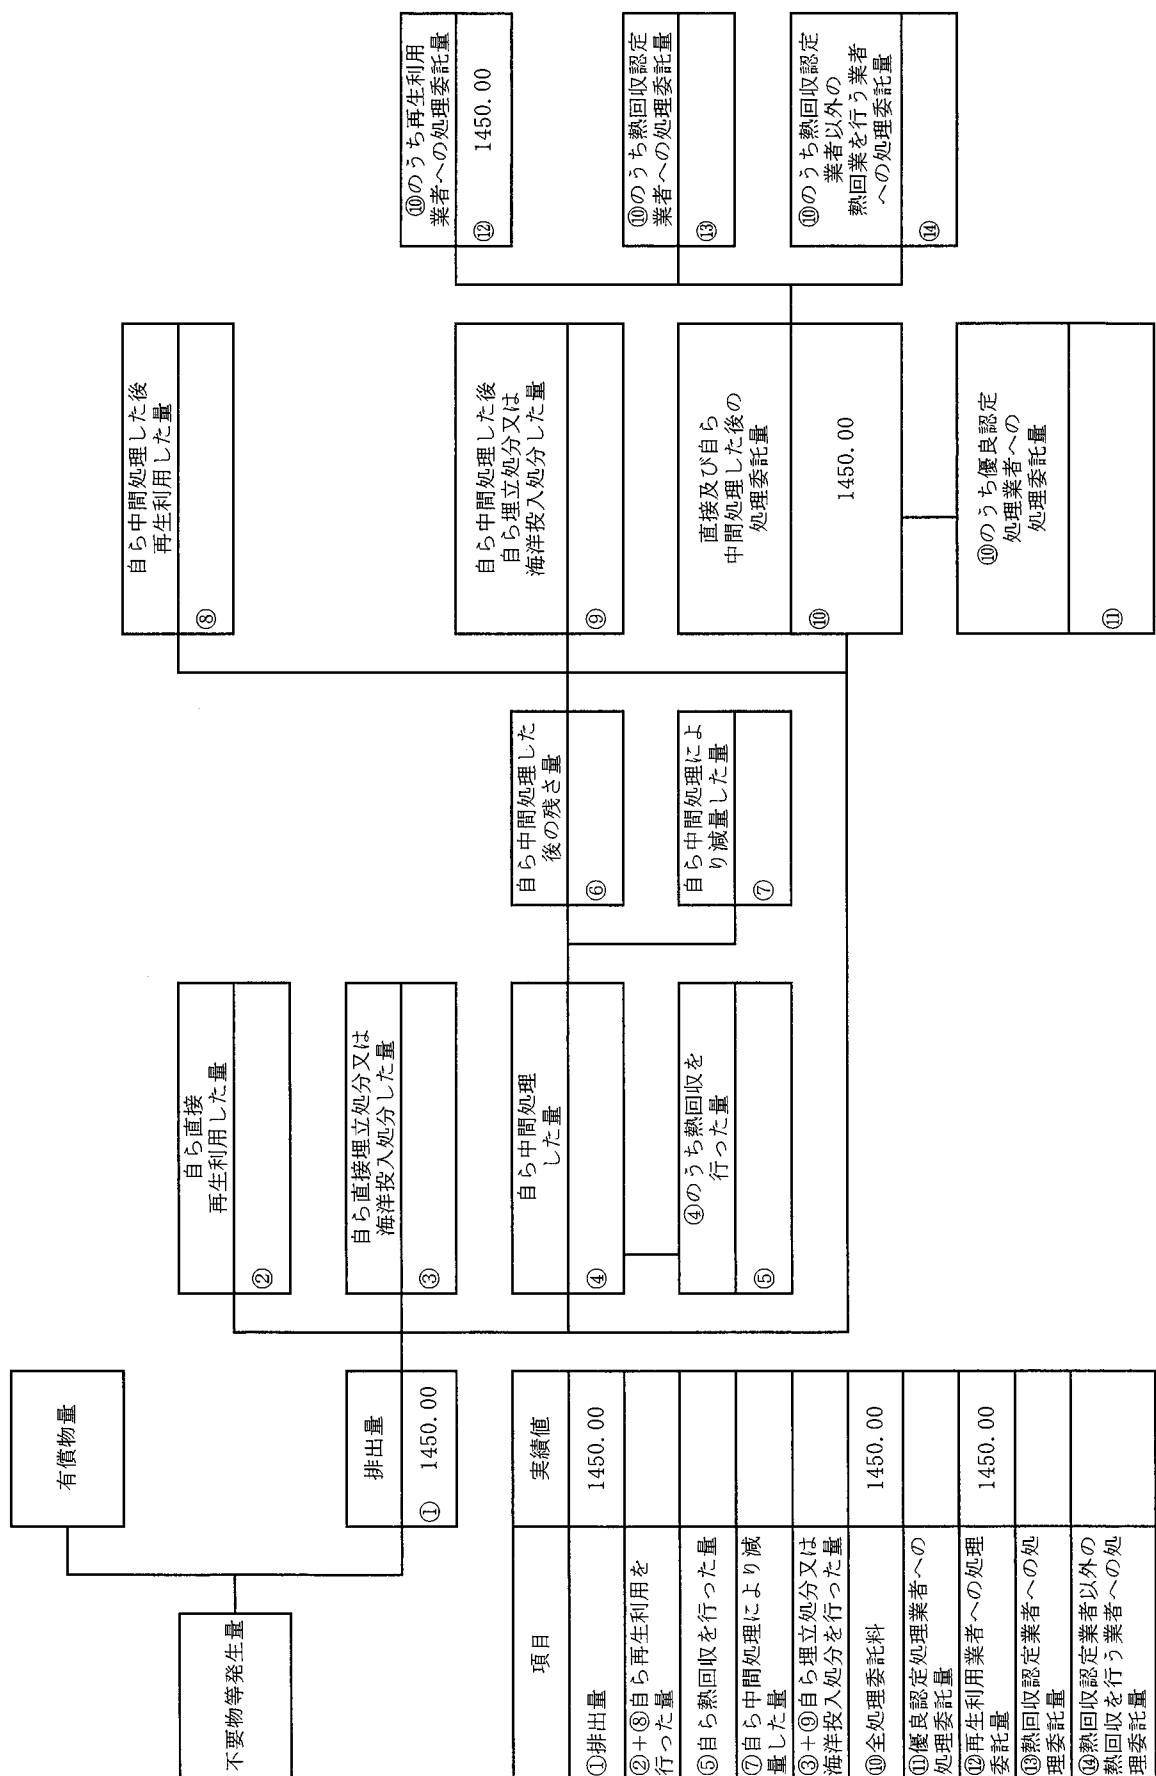 不要物等発生量
有償物量
排出量
① 1450.00
自ら直接
再生利用した量
②
自ら直接埋立処分又は
海洋投入処分した量
③
自ら中間処理
した量
④
④のうち熱回収を
行った量
⑤
自ら中間処理した
後の残さ量
⑥
自ら中間処理によ
り減量した量
⑦
自ら中間処理した後
再生利用した量
⑧
自ら中間処理した後
自ら埋立処分又は
海洋投入処分した量
⑨
直接及び自ら
中間処理した後の
処理委託量
⑩ 1450.00
⑩のうち優良認定
処理業者への
処理委託量
⑪
⑩のうち再生利用
業者への処理委託量
⑫ 1450.00
⑩のうち熱回収認定
業者への処理委託量
⑬
⑩のうち熱回収認定
業者以外の
熱回業を行う業者
への処理委託量
⑭
項目 実績値
①排出量 1450.00
②+⑧自ら再生利用を
行った量
⑤自ら熱回収を行った量
⑦自ら中間処理により減
量した量
③+⑨自ら埋立処分又は
海洋投入処分を行った量
⑩全処理委託料 1450.00
⑪優良認定処理業者への
処理委託量
⑫再生利用業者への処理
委託量 1450.00
⑬熱回収認定業者への処
理委託量
⑭熱回収認定業者以外の
熱回収を行う業者への処
理委託量